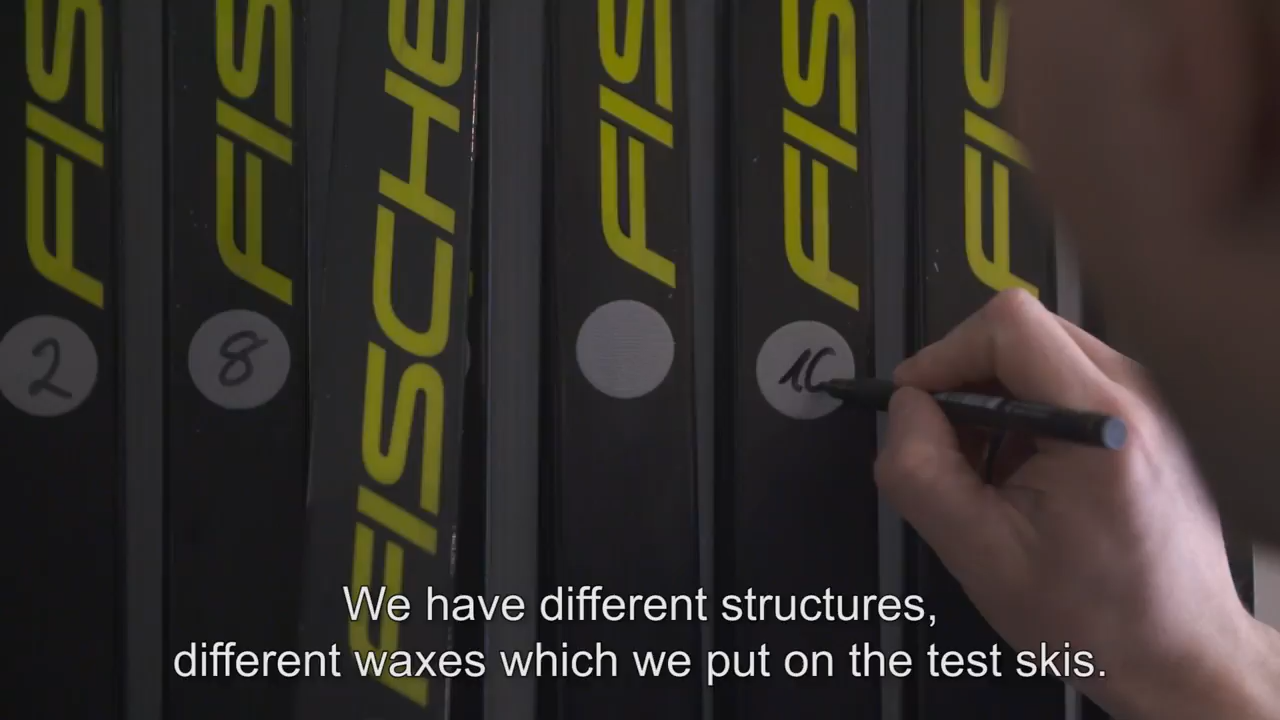 FIS
FIS
FISCHE
FIS
FIS
FIS
2
8
10
We have different structures,
different waxes which we put on the test skis.